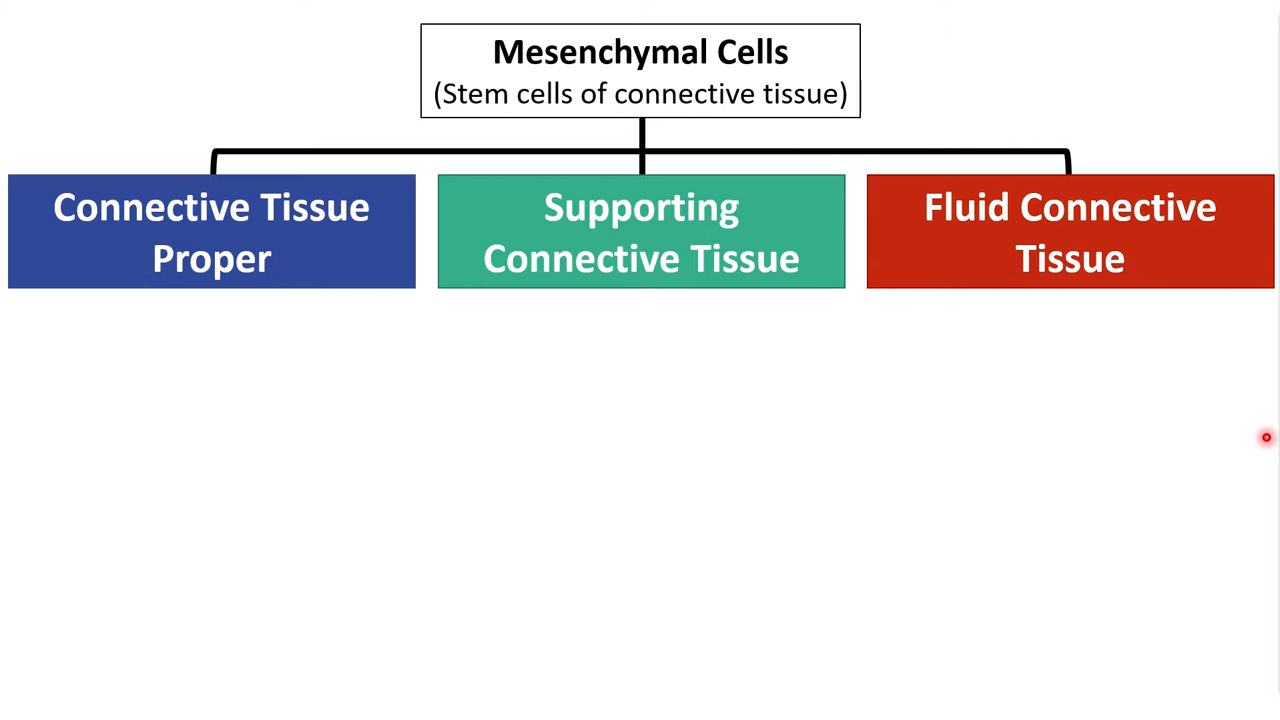 Mesenchymal Cells
(Stem cells of connective tissue)
Connective Tissue
Proper
Supporting
Connective Tissue
Fluid Connective
Tissue